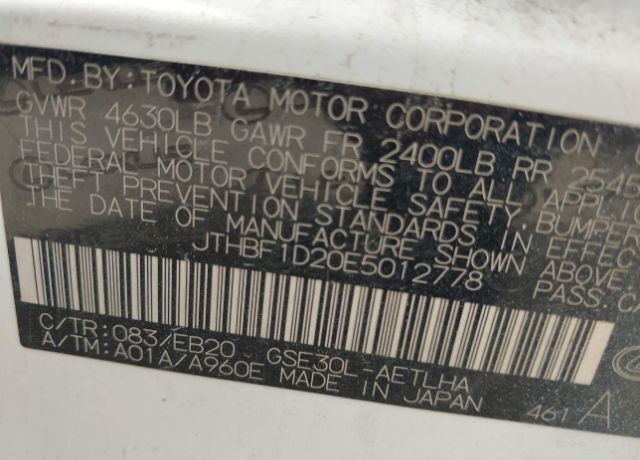 MFD. BY: TOYOTA MOTOR CORPORATION
GVWR 4630LB GAWR FR 2400LB RR 2545
THIS VEHICLE CONFORMS TO ALL APPLIC
FEDERAL MOTOR VEHICLE SAFETY, BUMPER
THEFT PREVENTION STANDARDS IN EFFEC
THE DATE OF MANUFACTURE SHOWN ABOVE
JTHBF1D20E5012778 PASS. C
C/TR: 083/EB20 GSE30L-AETLHA
A/TM: A01A/A960E MADE IN JAPAN 461 A